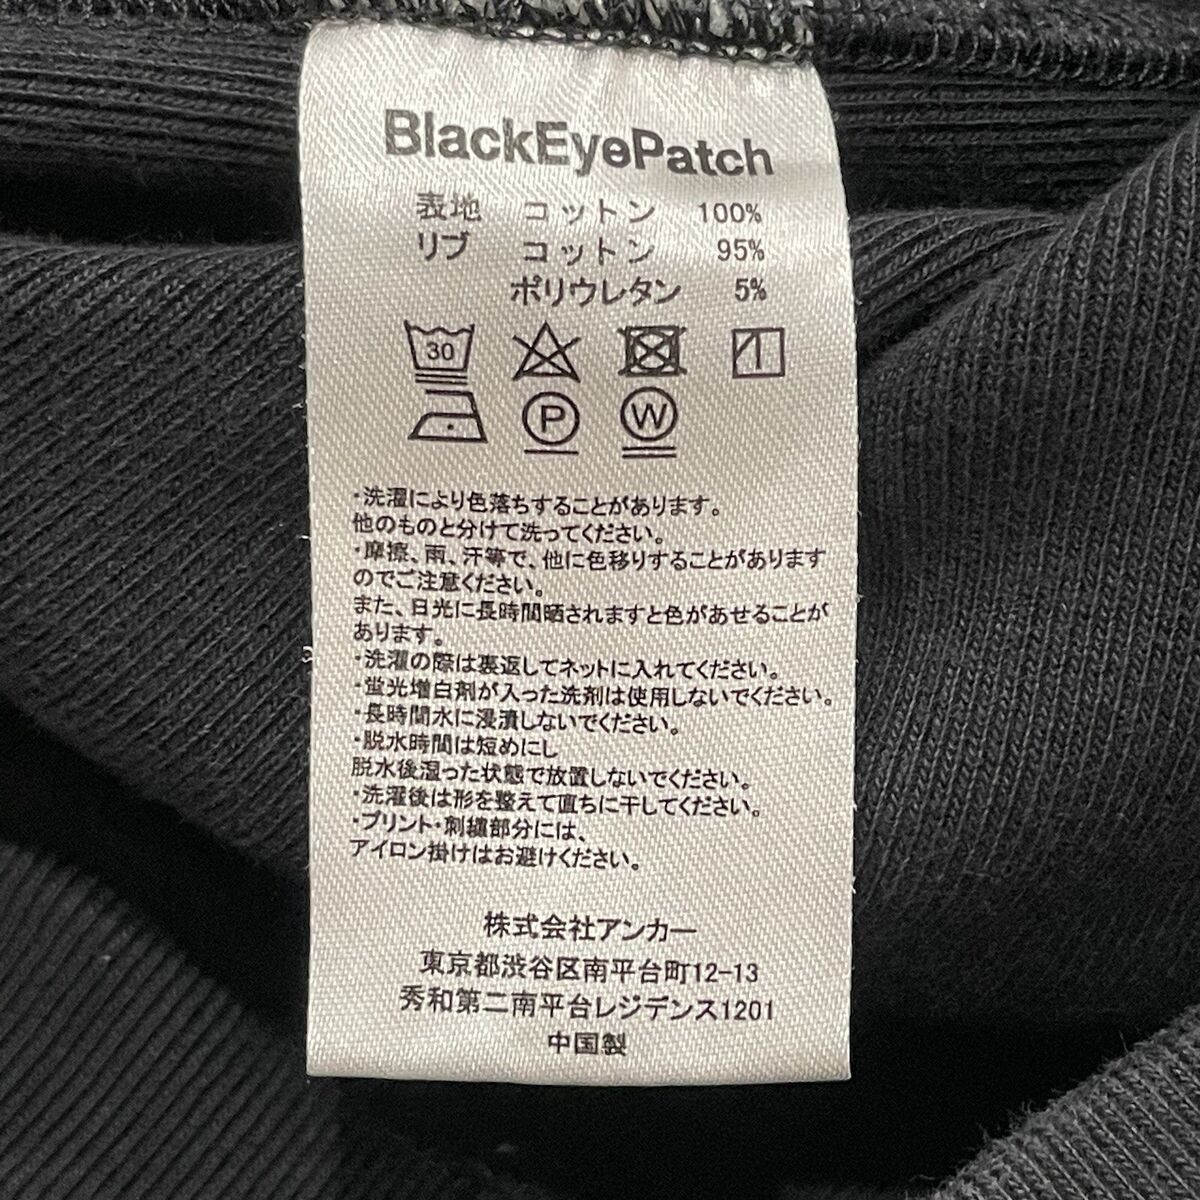 BlackEyePatch
表地 コットン 100%
リブ コットン 95%
ポリウレタン 5%
30
P W
・洗濯により色落ちすることがあります。
他のものと分けて洗ってください。
・摩擦、雨、汗等で、他に色移りすることがあります
のでご注意ください。
また、日光に長時間晒されますと色があせることが
あります。
・洗濯の際は裏返してネットに入れてください。
・蛍光増白剤が入った洗剤は使用しないでください。
・長時間水に浸漬しないでください。
・脱水時間は短めにし
脱水後湿った状態で放置しないでください。
・洗濯後は形を整えて直ちに干してください。
・プリント・刺繍部分には、
アイロン掛けはお避けください。
株式会社アンカー
東京都渋谷区南平台町12-13
秀和第二南平台レジデンス1201
中国製